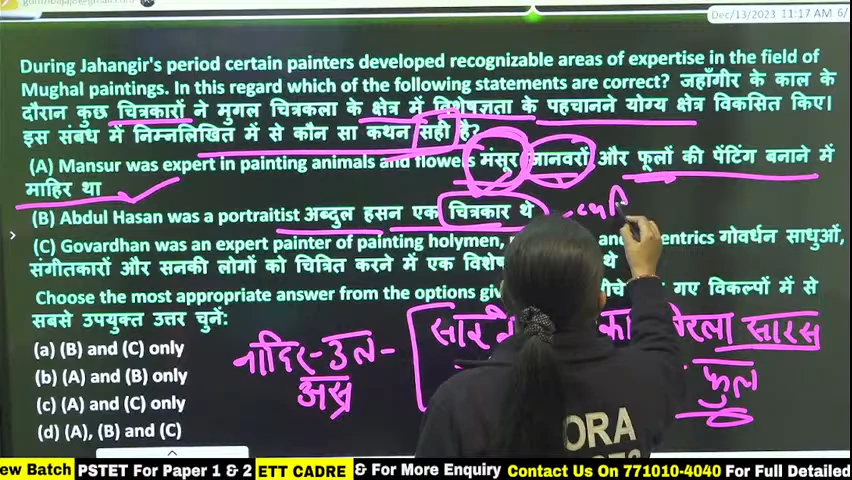 Dec/13/2023 11:17 AM 6/
During Jahangir's period certain painters developed recognizable areas of expertise in the field of
Mughal paintings. In this regard which of the following statements are correct? जहाँगीर के काल के
दौरान कुछ चित्रकारों ने मुगल चित्रकला के क्षेत्र में विशेषज्ञता के पहचानने योग्य क्षेत्र विकसित किए।
इस संबंध में निम्नलिखित में से कौन सा कथन सही है?
(A) Mansur was expert in painting animals and flowers मंसूर जानवरों और फूलों की पेंटिंग बनाने में
माहिर था
(B) Abdul Hasan was a portraitist अब्दुल हसन एक चित्रकार थे
(C) Govardhan was an expert painter of painting holymen, and entrics गोवर्धन साधुओं,
संगीतकारों और सनकी लोगों को चित्रित करने में एक विशेष थे
Choose the most appropriate answer from the options giv गए विकल्पों में से
सबसे उपयुक्त उत्तर चुनें:
नादिर-उल-
अस्र
सारस
फुल
(a) (B) and (C) only
(b) (A) and (B) only
(c) (A) and (C) only
(d) (A), (B) and (C)
ORA
ew Batch PSTET For Paper 1 & 2 ETT CADRE & For More Enquiry Contact Us On 771010-4040 For Full Detailed